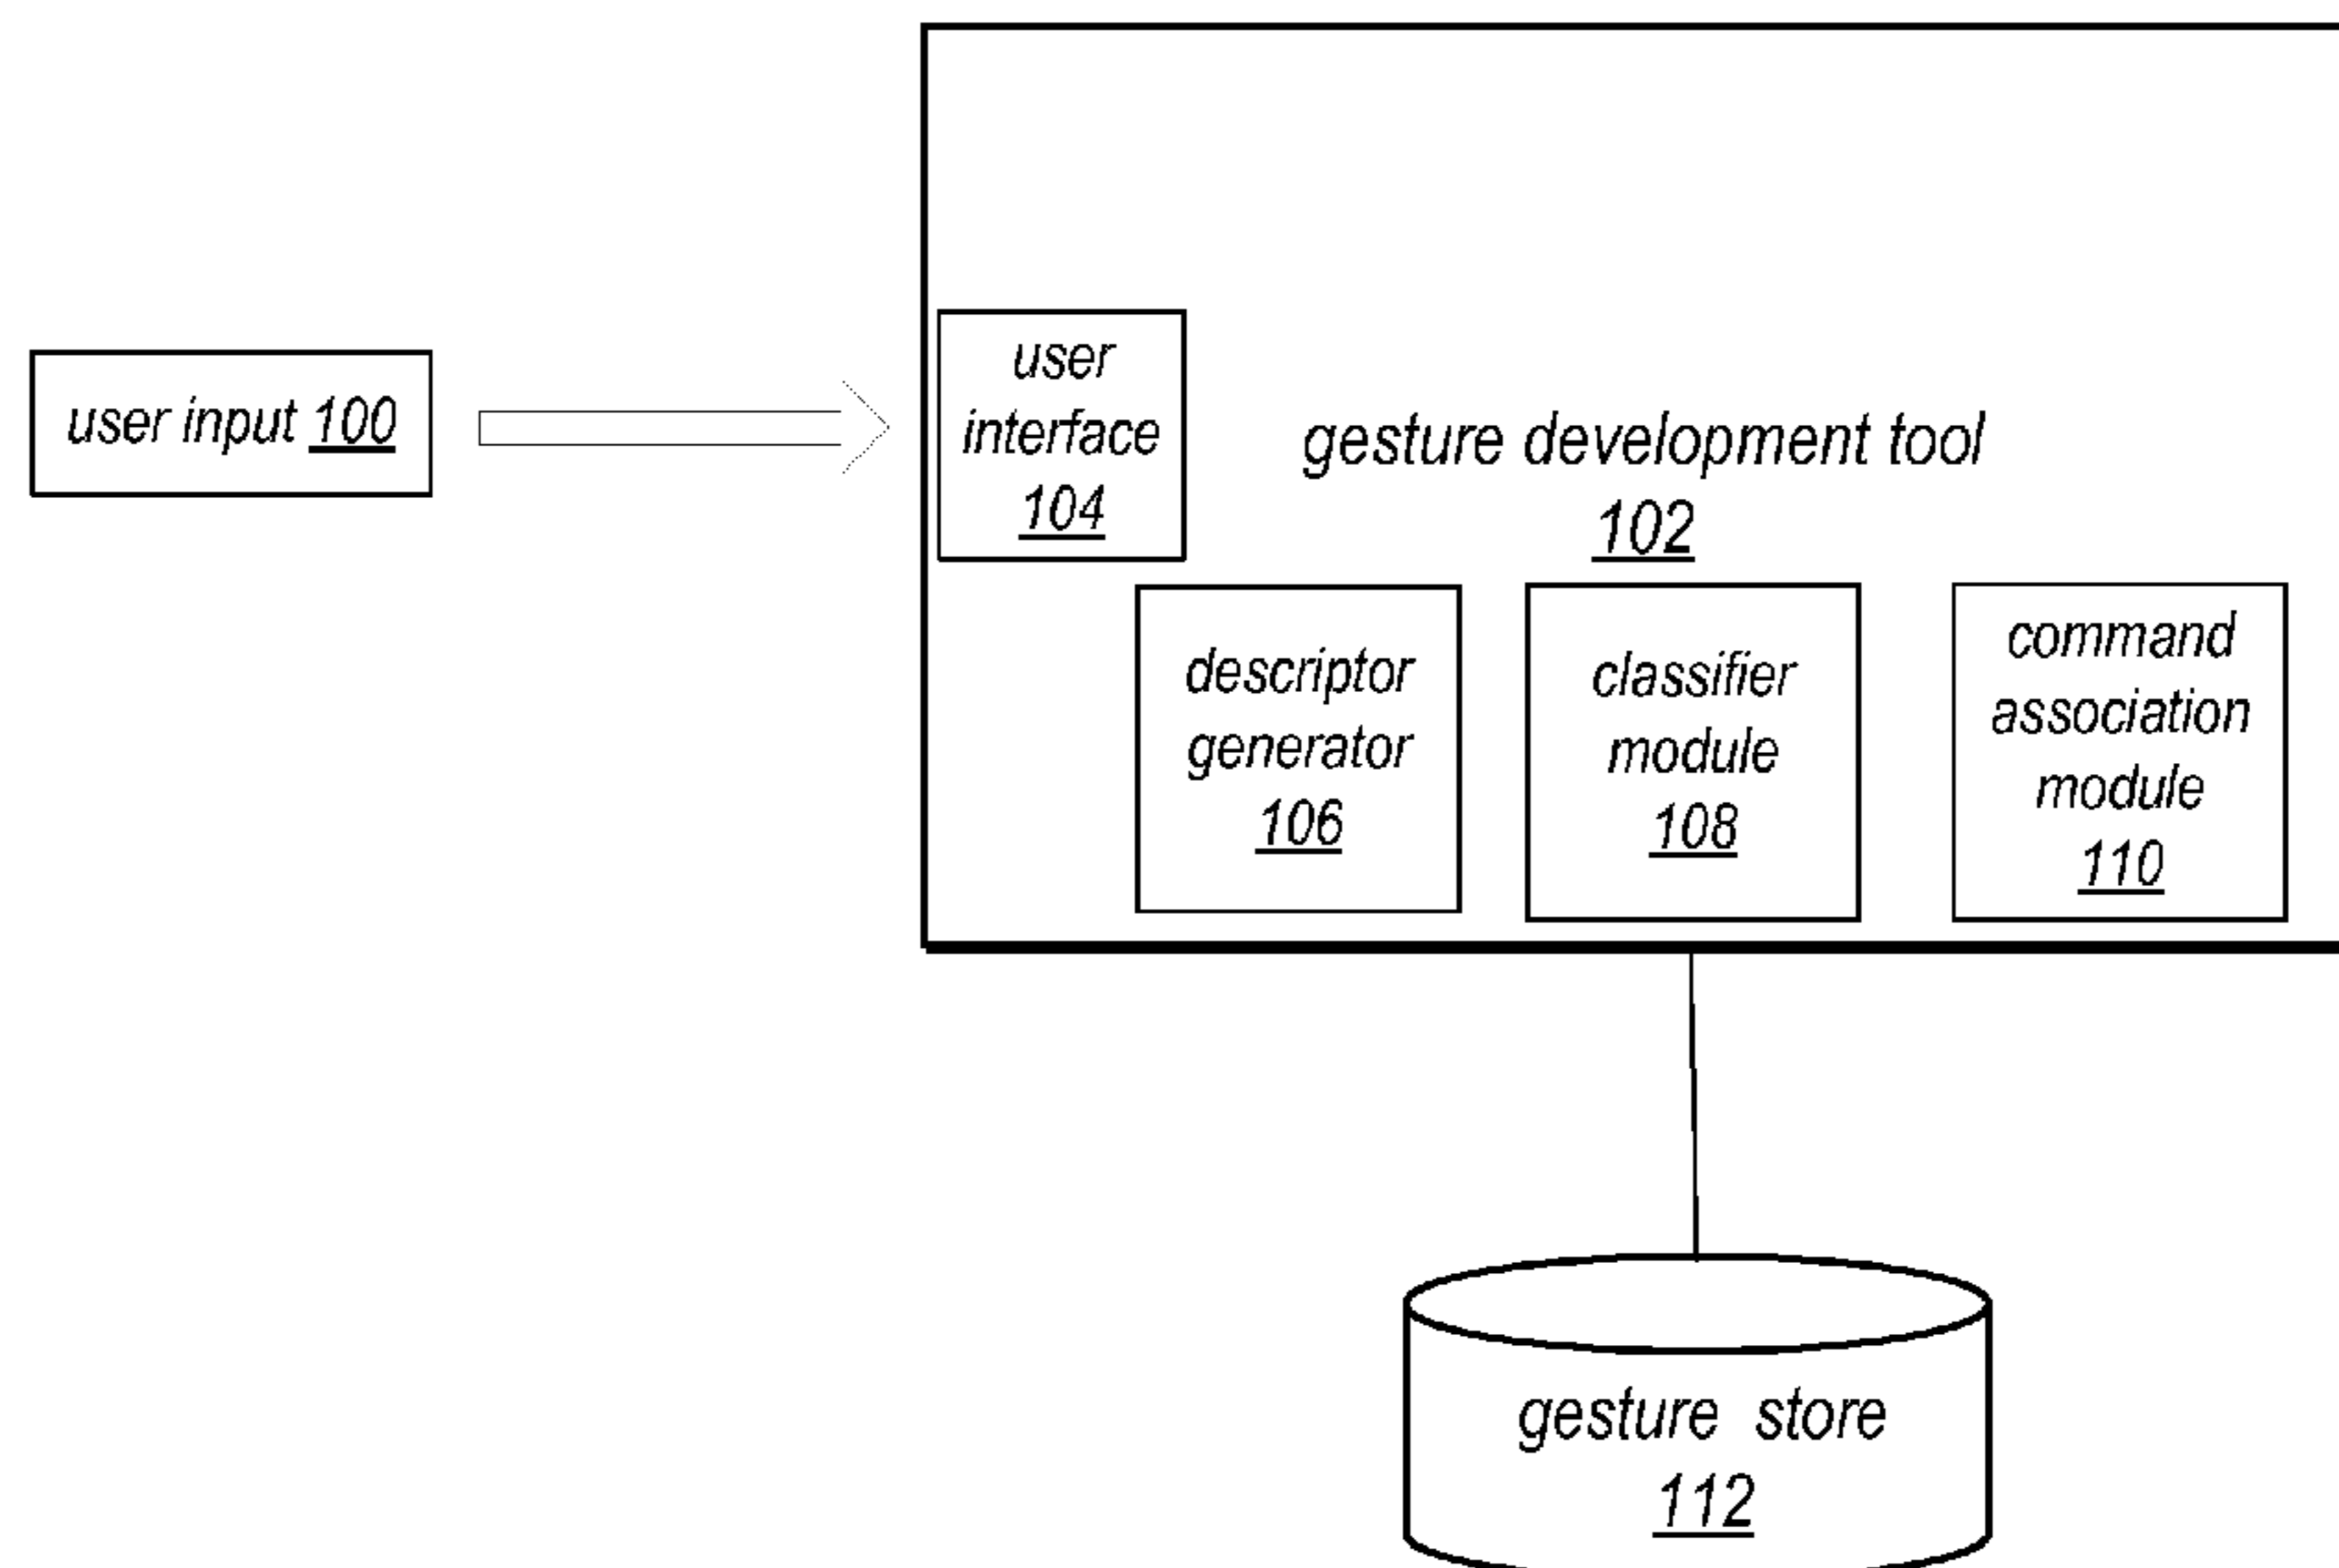 user input 100
user
interface
104
gesture development tool
102
descriptor
generator
106
classifier
module
108
command
association
module
110
gesture store
112